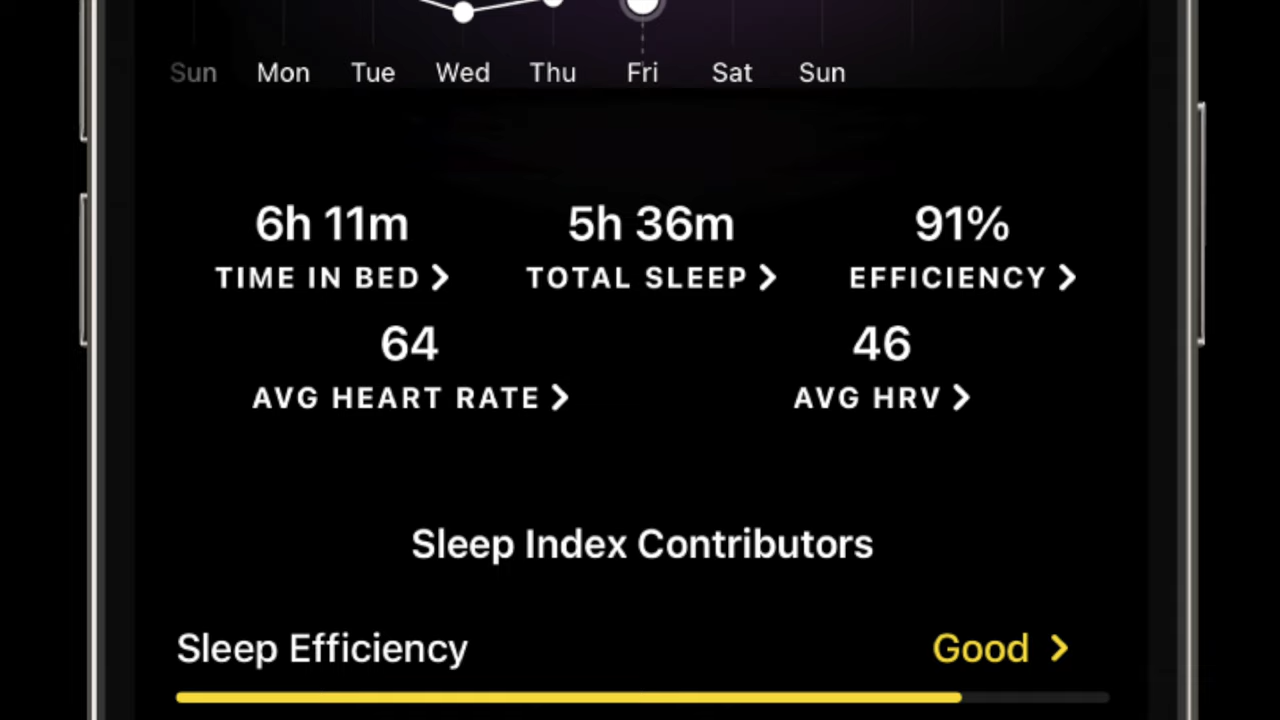 Sun Mon Tue Wed Thu Fri Sat Sun
6h 11m 5h 36m 91%
TIME IN BED TOTAL SLEEP EFFICIENCY
64 46
AVG HEART RATE AVG HRV
Sleep Index Contributors
Sleep Efficiency Good